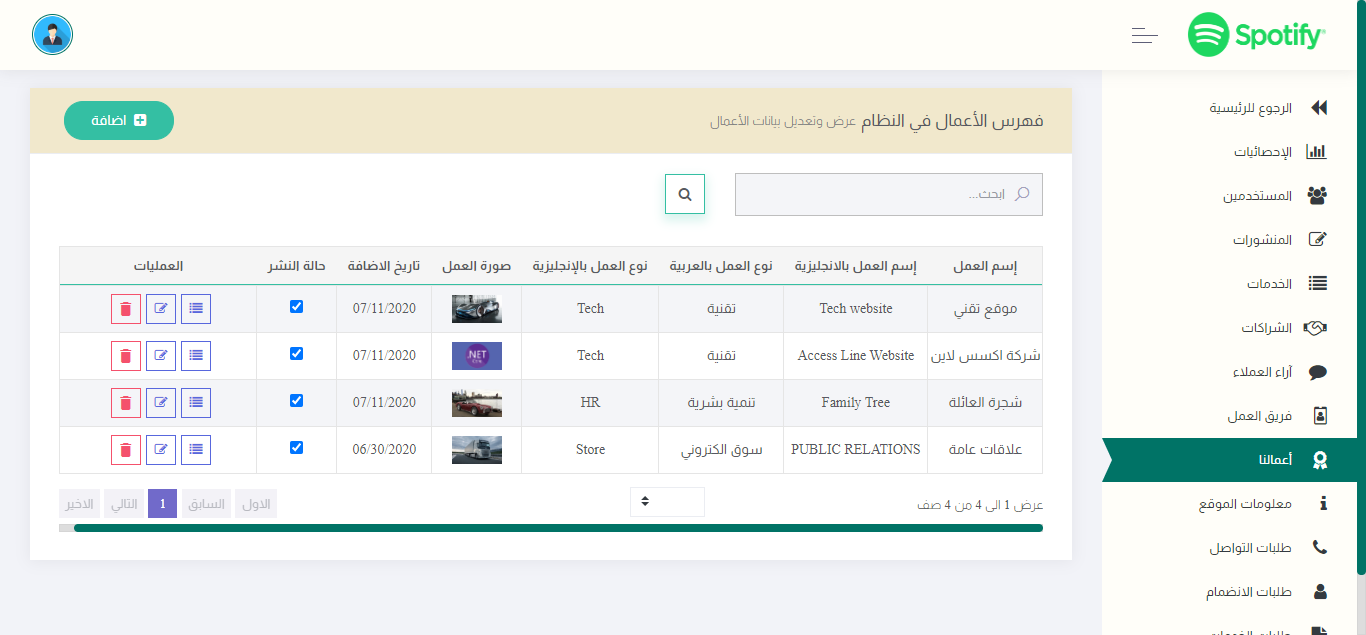 Spotify
الرجوع للرئيسية
الإحصائيات
المستخدمين
المنشورات
الخدمات
الشراكات
آراء العملاء
فريق العمل
أعمالنا
معلومات الموقع
طلبات التواصل
طلبات الانضمام
فهرس الأعمال في النظام عرض وتعديل بيانات الأعمال
اضافة
ابحث...
إسم العمل إسم العمل بالانجليزية نوع العمل بالعربية نوع العمل بالإنجليزية صورة العمل تاريخ الاضافة حالة النشر العمليات
موقع تقني Tech website تقنية Tech 07/11/2020
شركة اكسس لاين Access Line Website تقنية Tech .NET 07/11/2020
شجرة العائلة Family Tree تنمية بشرية HR 07/11/2020
علاقات عامة PUBLIC RELATIONS سوق الكتروني Store 06/30/2020
عرض 1 الى 4 من 4 صف
الاول السابق 1 التالي الاخير